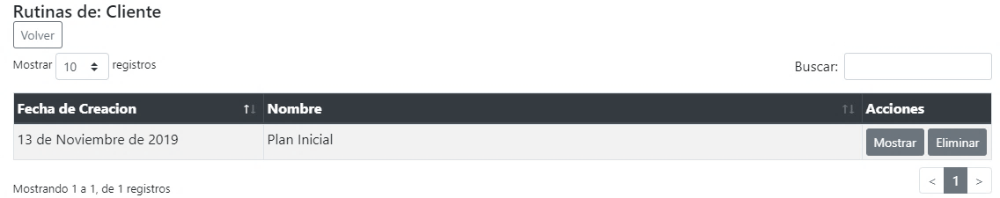 Rutinas de: Cliente
Volver
Mostrar 10 registros Buscar:
Fecha de Creacion Nombre Acciones
13 de Noviembre de 2019 Plan Inicial Mostrar Eliminar
Mostrando 1 a 1, de 1 registros < 1 >